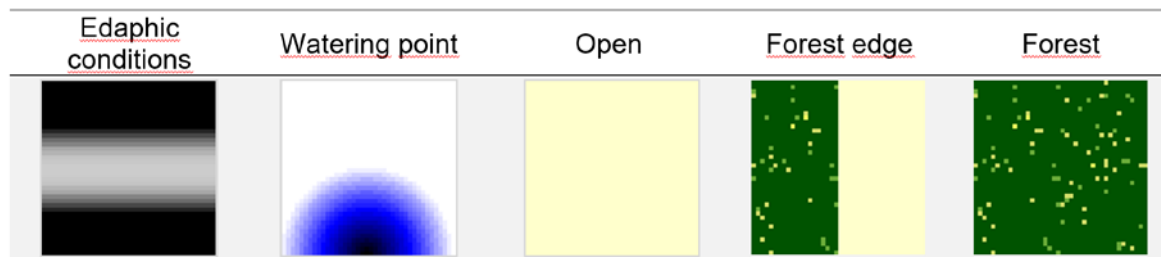 Edaphic
conditions
Watering point
Open
Forest edge
Forest